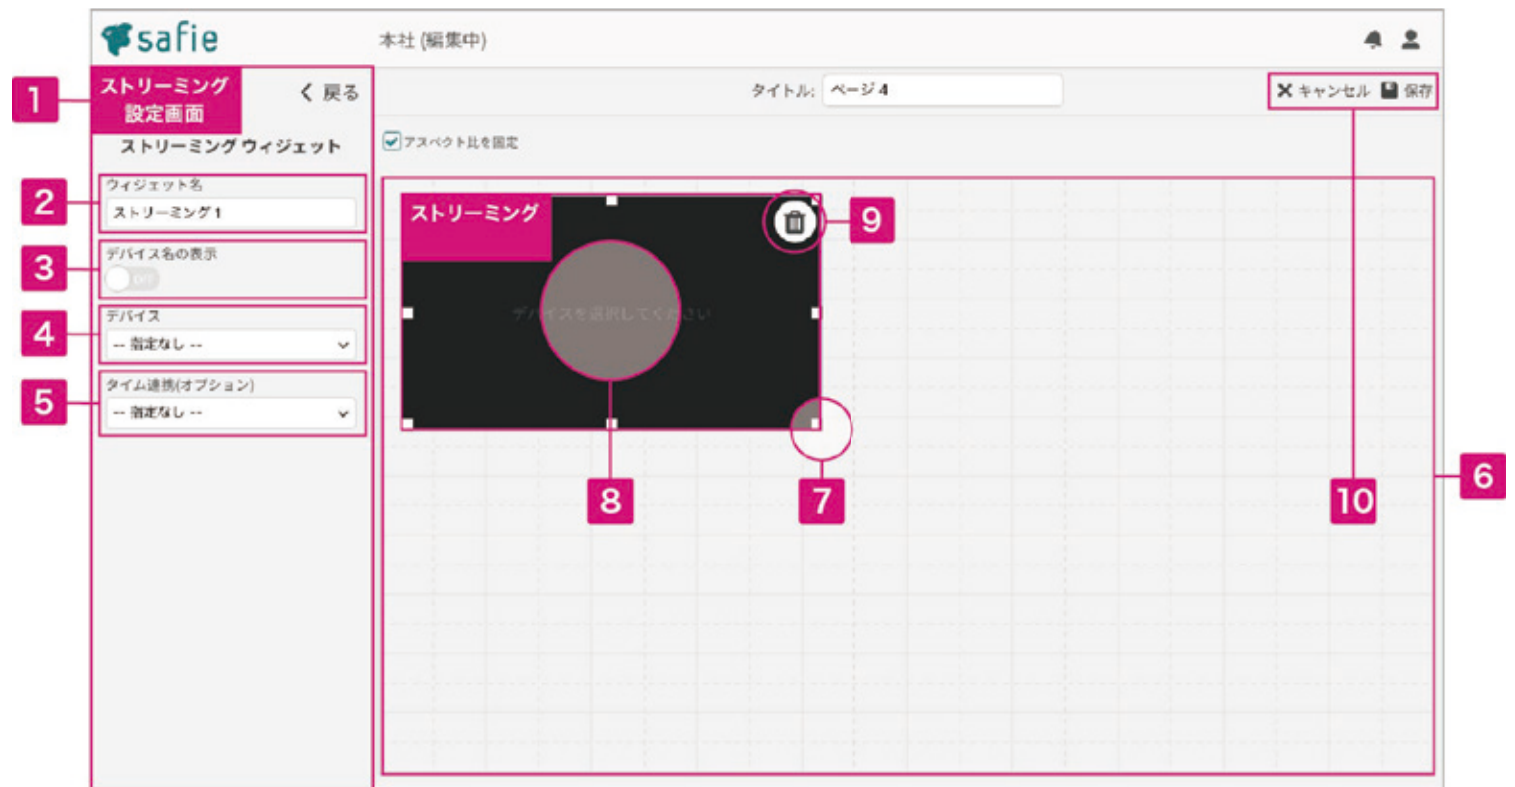 safie
本社 (編集中)
1
ストリーミング
設定画面
戻る
タイトル:
ページ 4
キャンセル
保存
ストリーミング ウィジェット
アスペクト比を固定
2
ウィジェット名
ストリーミング 1
3
デバイス名の表示
OFF
4
デバイス
-- 指定なし --
5
タイム連携(オプション)
-- 指定なし --
ストリーミング
9
デバイスを選択してください
8
7
10
6